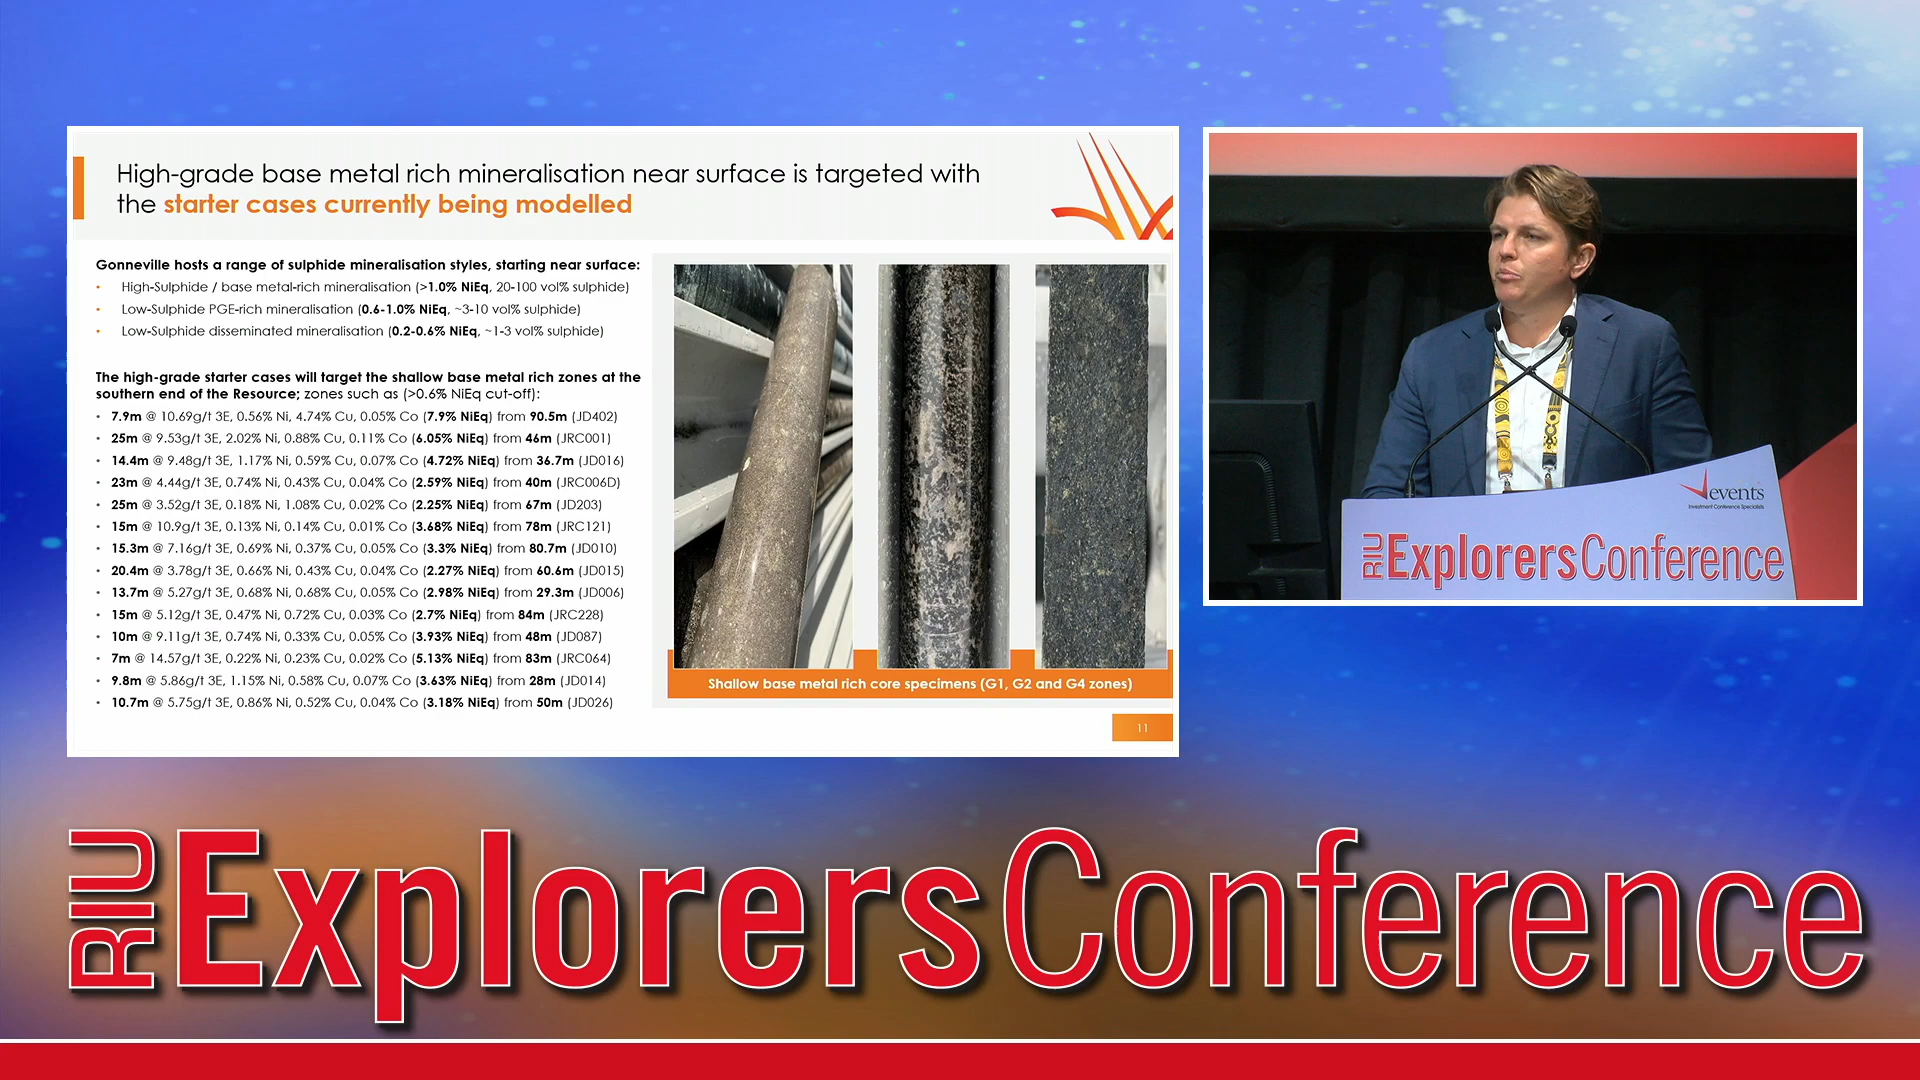 High-grade base metal rich mineralisation near surface is targeted with
the starter cases currently being modelled
Gonneville hosts a range of sulphide mineralisation styles, starting near surface:
• High-Sulphide / base metal-rich mineralisation (>1.0% NiEq, 20-100 vol% sulphide)
• Low-Sulphide PGE-rich mineralisation (0.6-1.0% NiEq, ~3-10 vol% sulphide)
• Low-Sulphide disseminated mineralisation (0.2-0.6% NiEq, ~1-3 vol% sulphide)
The high-grade starter cases will target the shallow base metal rich zones at the
southern end of the Resource; zones such as (>0.6% NiEq cut-off):
• 7.9m @ 10.69g/t 3E, 0.56% Ni, 4.74% Cu, 0.05% Co (7.9% NiEq) from 90.5m (JD402)
• 25m @ 9.53g/t 3E, 2.02% Ni, 0.88% Cu, 0.11% Co (6.05% NiEq) from 46m (JRC001)
• 14.4m @ 9.48g/t 3E, 1.17% Ni, 0.59% Cu, 0.07% Co (4.72% NiEq) from 36.7m (JD016)
• 23m @ 4.44g/t 3E, 0.74% Ni, 0.43% Cu, 0.04% Co (2.59% NiEq) from 40m (JRC006D)
• 25m @ 3.52g/t 3E, 0.18% Ni, 1.08% Cu, 0.02% Co (2.25% NiEq) from 67m (JD203)
• 15m @ 10.9g/t 3E, 0.13% Ni, 0.14% Cu, 0.01% Co (3.68% NiEq) from 78m (JRC121)
• 15.3m @ 7.16g/t 3E, 0.69% Ni, 0.37% Cu, 0.05% Co (3.3% NiEq) from 80.7m (JD010)
• 20.4m @ 3.78g/t 3E, 0.66% Ni, 0.43% Cu, 0.04% Co (2.27% NiEq) from 60.6m (JD015)
• 13.7m @ 5.27g/t 3E, 0.68% Ni, 0.68% Cu, 0.05% Co (2.98% NiEq) from 29.3m (JD006)
• 15m @ 5.12g/t 3E, 0.47% Ni, 0.72% Cu, 0.03% Co (2.7% NiEq) from 84m (JRC228)
• 10m @ 9.11g/t 3E, 0.74% Ni, 0.33% Cu, 0.05% Co (3.93% NiEq) from 48m (JD087)
• 7m @ 14.57g/t 3E, 0.22% Ni, 0.23% Cu, 0.02% Co (5.13% NiEq) from 83m (JRC064)
• 9.8m @ 5.86g/t 3E, 1.15% Ni, 0.58% Cu, 0.07% Co (3.63% NiEq) from 28m (JD014)
• 10.7m @ 5.75g/t 3E, 0.86% Ni, 0.52% Cu, 0.04% Co (3.18% NiEq) from 50m (JD026)
Shallow base metal rich core specimens (G1, G2 and G4 zones)
11
Vevents
Investment Conference Specialists
RIU ExplorersConference
RIU ExplorersConference